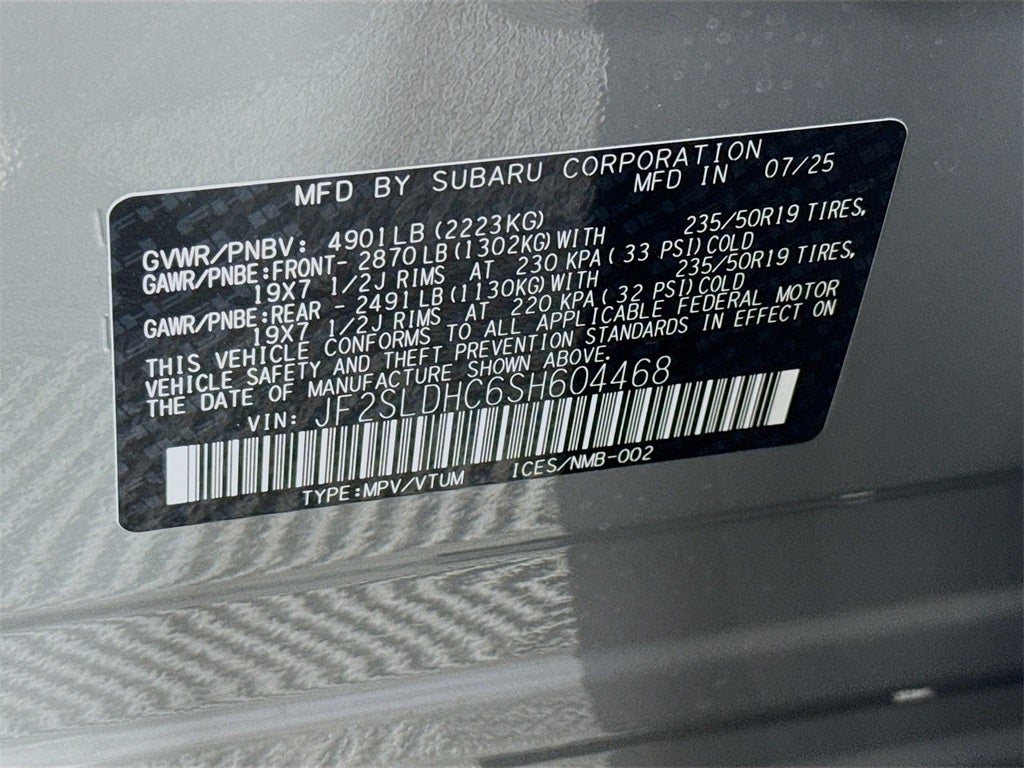 MFD BY SUBARU CORPORATION
MFD IN 07/25
GVWR/PNBV: 4901LB(2223KG)
GAWR/PNBE:FRONT- 2870LB(1302KG)WITH 235/50R19 TIRES,
19X7 1/2J RIMS AT 230 KPA(33 PSI)COLD
GAWR/PNBE:REAR - 2491LB(1130KG)WITH 235/50R19 TIRES,
19X7 1/2J RIMS AT 220 KPA(32 PSI)COLD
THIS VEHICLE CONFORMS TO ALL APPLICABLE FEDERAL MOTOR
VEHICLE SAFETY AND THEFT PREVENTION STANDARDS IN EFFECT ON
THE DATE OF MANUFACTURE SHOWN ABOVE.
VIN: JF2SLDHC6SH604468
TYPE:MPV/VTUM ICES/NMB-002